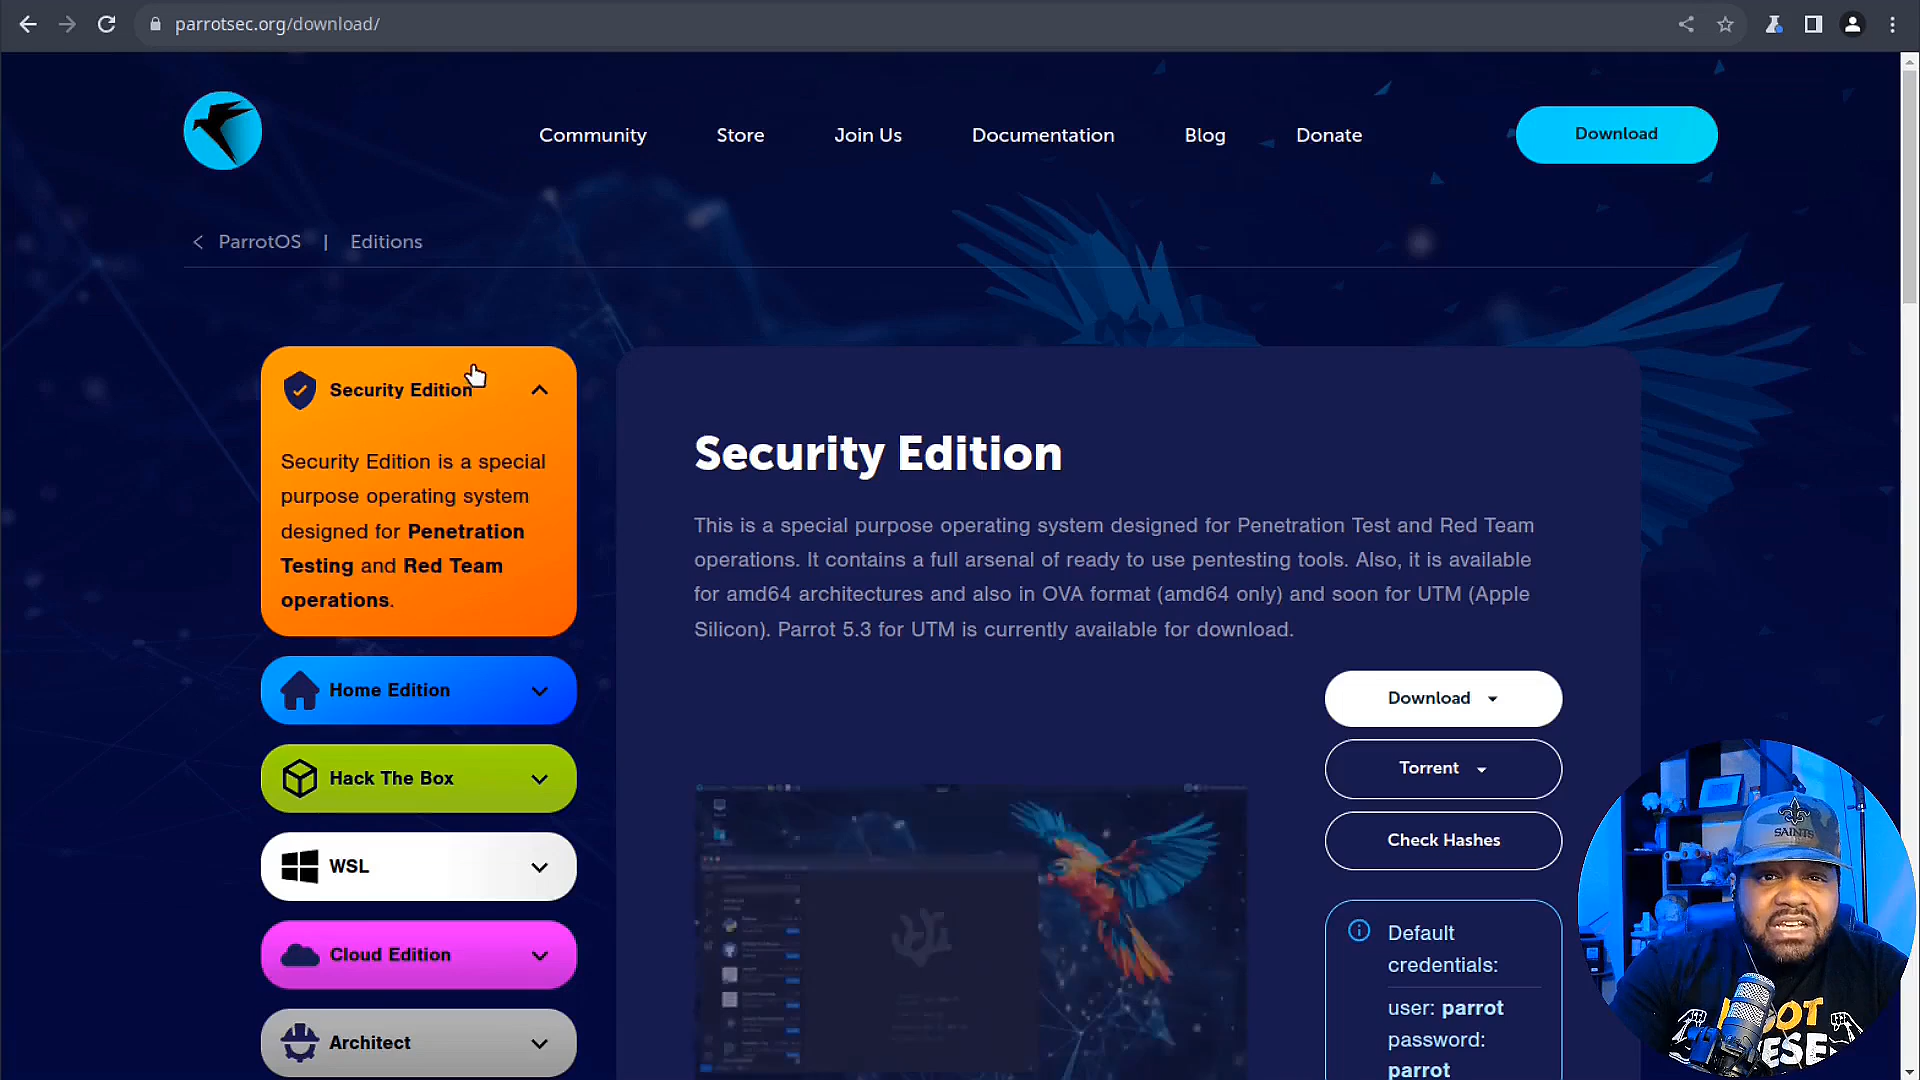 parrotsec.org/download/
Community
Store
Join Us
Documentation
Blog
Donate
Download
ParrotOS | Editions
Security Edition
Security Edition is a special
purpose operating system
designed for Penetration
Testing and Red Team
operations.
Home Edition
Hack The Box
WSL
Cloud Edition
Architect
Security Edition
This is a special purpose operating system designed for Penetration Test and Red Team
operations. It contains a full arsenal of ready to use pentesting tools. Also, it is available
for amd64 architectures and also in OVA format (amd64 only) and soon for UTM (Apple
Silicon). Parrot 5.3 for UTM is currently available for download.
Download
Torrent
Check Hashes
Default
credentials:
user: parrot
password:
parrot
SAINTS